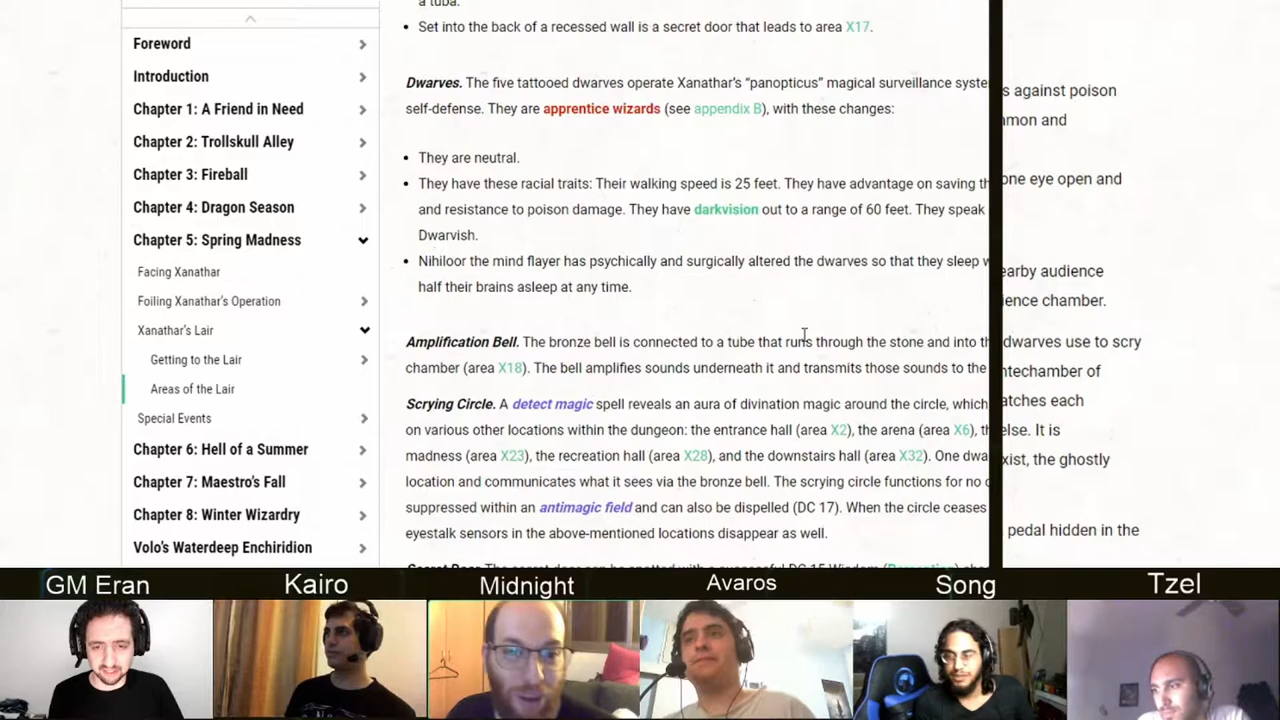 Foreword
Introduction
Chapter 1: A Friend in Need
Chapter 2: Trollskull Alley
Chapter 3: Fireball
Chapter 4: Dragon Season
Chapter 5: Spring Madness
Facing Xanathar
Foiling Xanathar's Operation
Xanathar's Lair
Getting to the Lair
Areas of the Lair
Special Events
Chapter 6: Hell of a Summer
Chapter 7: Maestro's Fall
Chapter 8: Winter Wizardry
Volo's Waterdeep Enchiridion
a tuba.
• Set into the back of a recessed wall is a secret door that leads to area X17.
Dwarves. The five tattooed dwarves operate Xanathar's “panopticus” magical surveillance syste
self-defense. They are apprentice wizards (see appendix B), with these changes:
• They are neutral.
• They have these racial traits: Their walking speed is 25 feet. They have advantage on saving th
and resistance to poison damage. They have darkvision out to a range of 60 feet. They speak
Dwarvish.
• Nihiloor the mind flayer has psychically and surgically altered the dwarves so that they sleep w
half their brains asleep at any time.
Amplification Bell. The bronze bell is connected to a tube that runs through the stone and into th
chamber (area X18). The bell amplifies sounds underneath it and transmits those sounds to the
Scrying Circle. A detect magic spell reveals an aura of divination magic around the circle, which
on various other locations within the dungeon: the entrance hall (area X2), the arena (area X6), th
madness (area X23), the recreation hall (area X28), and the downstairs hall (area X32). One dwa
location and communicates what it sees via the bronze bell. The scrying circle functions for no
suppressed within an antimagic field and can also be dispelled (DC 17). When the circle ceases
eyestalk sensors in the above-mentioned locations disappear as well.
s against poison
mon and
one eye open and
earby audience
ience chamber.
dwarves use to scry
ntechamber of
atches each
else. It is
xist, the ghostly
pedal hidden in the
GM Eran
Kairo
Midnight
Avaros
Song
Tzel